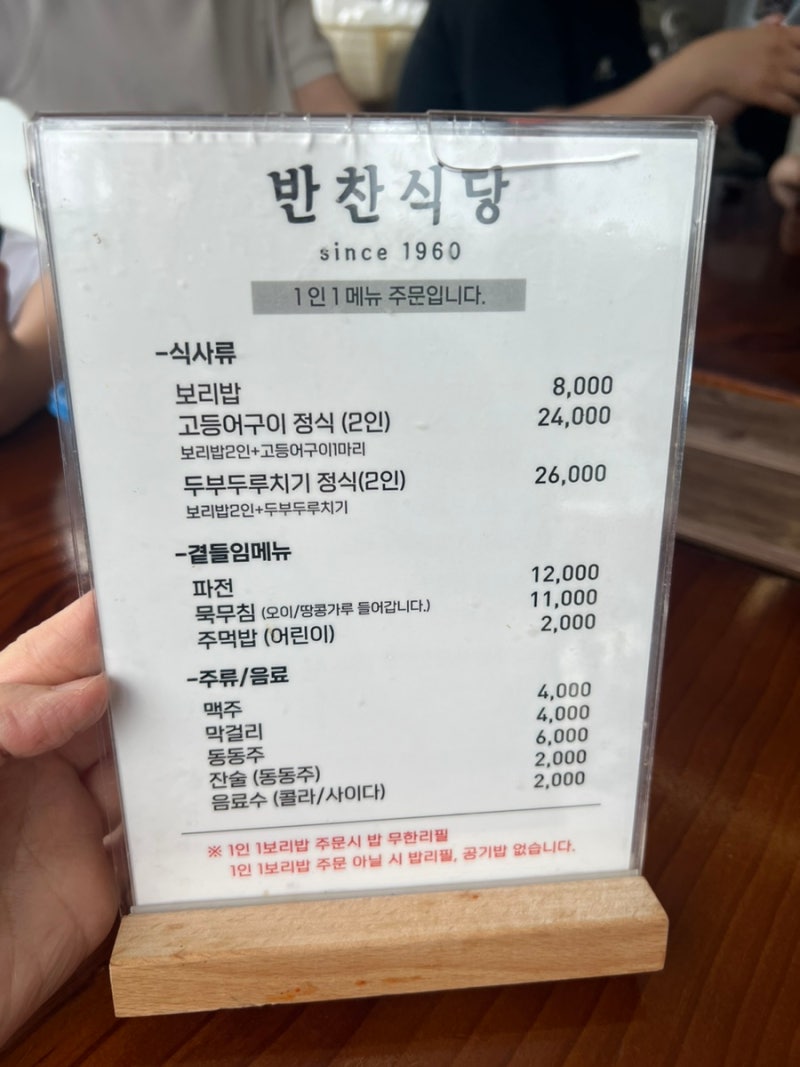 반찬식당
since 1960
1인 1메뉴 주문입니다.
-식사류
보리밥 8,000
고등어구이 정식 (2인) 24,000
보리밥2인+고등어구이1마리
두부두루치기 정식(2인) 26,000
보리밥2인+두부두루치기
-곁들임메뉴
파전 12,000
묵무침 (오이/땅콩가루 들어갑니다.) 11,000
주먹밥 (어린이) 2,000
-주류/음료
맥주 4,000
막걸리 4,000
동동주 6,000
잔술 (동동주) 2,000
음료수 (콜라/사이다) 2,000
※ 1인 1보리밥 주문시 밥 무한리필
1인 1보리밥 주문 아닐 시 밥리필, 공기밥 없습니다.